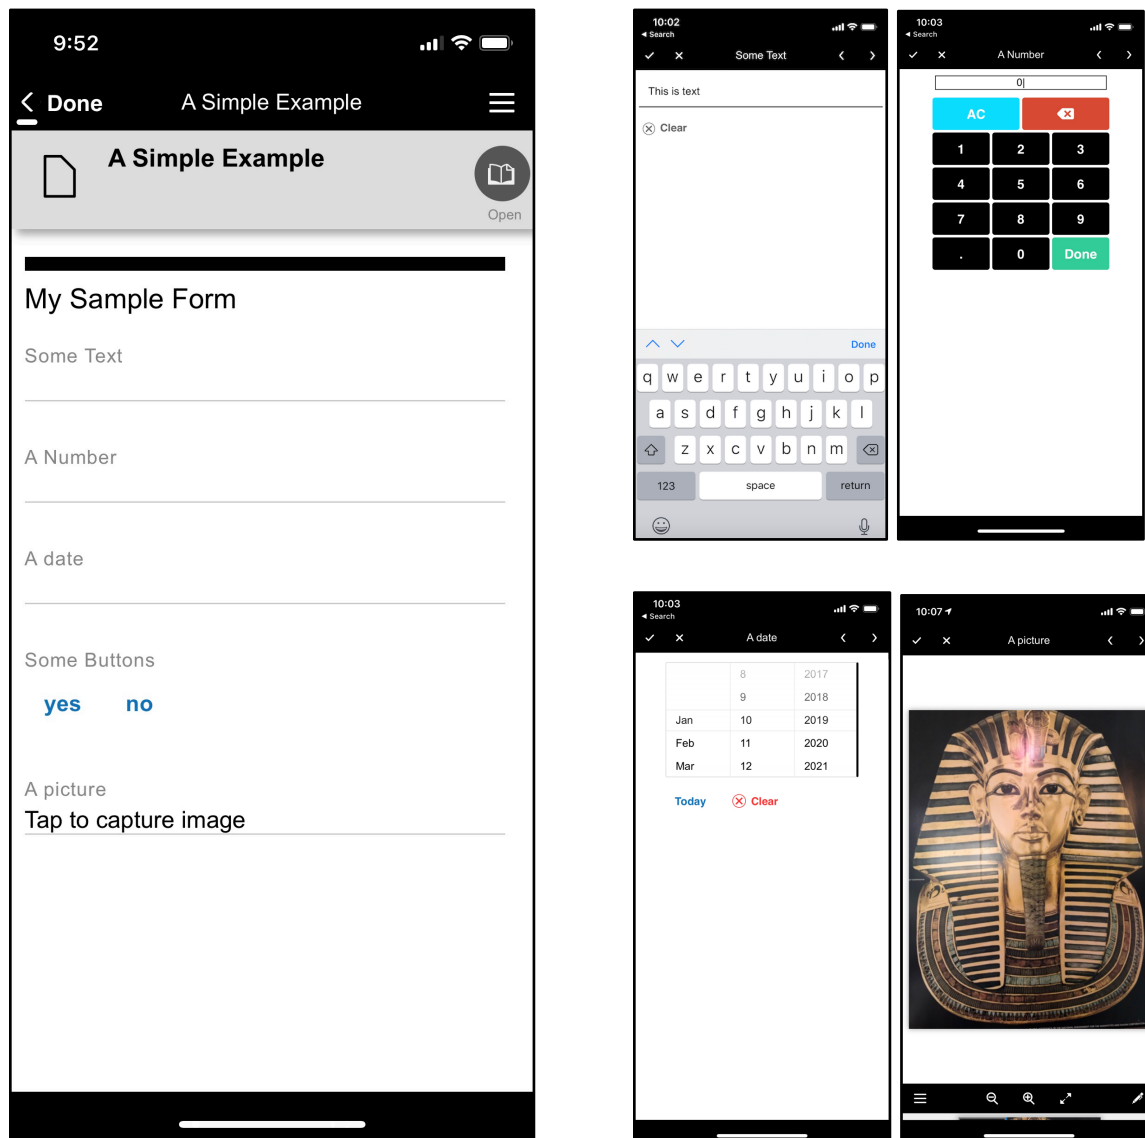 9:52
Done A Simple Example
A Simple Example
Open
My Sample Form
Some Text
A Number
A date
Some Buttons
yes no
A picture
Tap to capture image
10:02
◄ Search
Some Text
This is text
Clear
Done
q w e r t y u i o p
a s d f g h j k l
z x c v b n m
123 space return
10:03
◄ Search
A Number
0
AC
1 2 3
4 5 6
7 8 9
. 0 Done
10:03
◄ Search
A date
8 2017
9 2018
Jan 10 2019
Feb 11 2020
Mar 12 2021
Today Clear
10:07
A picture